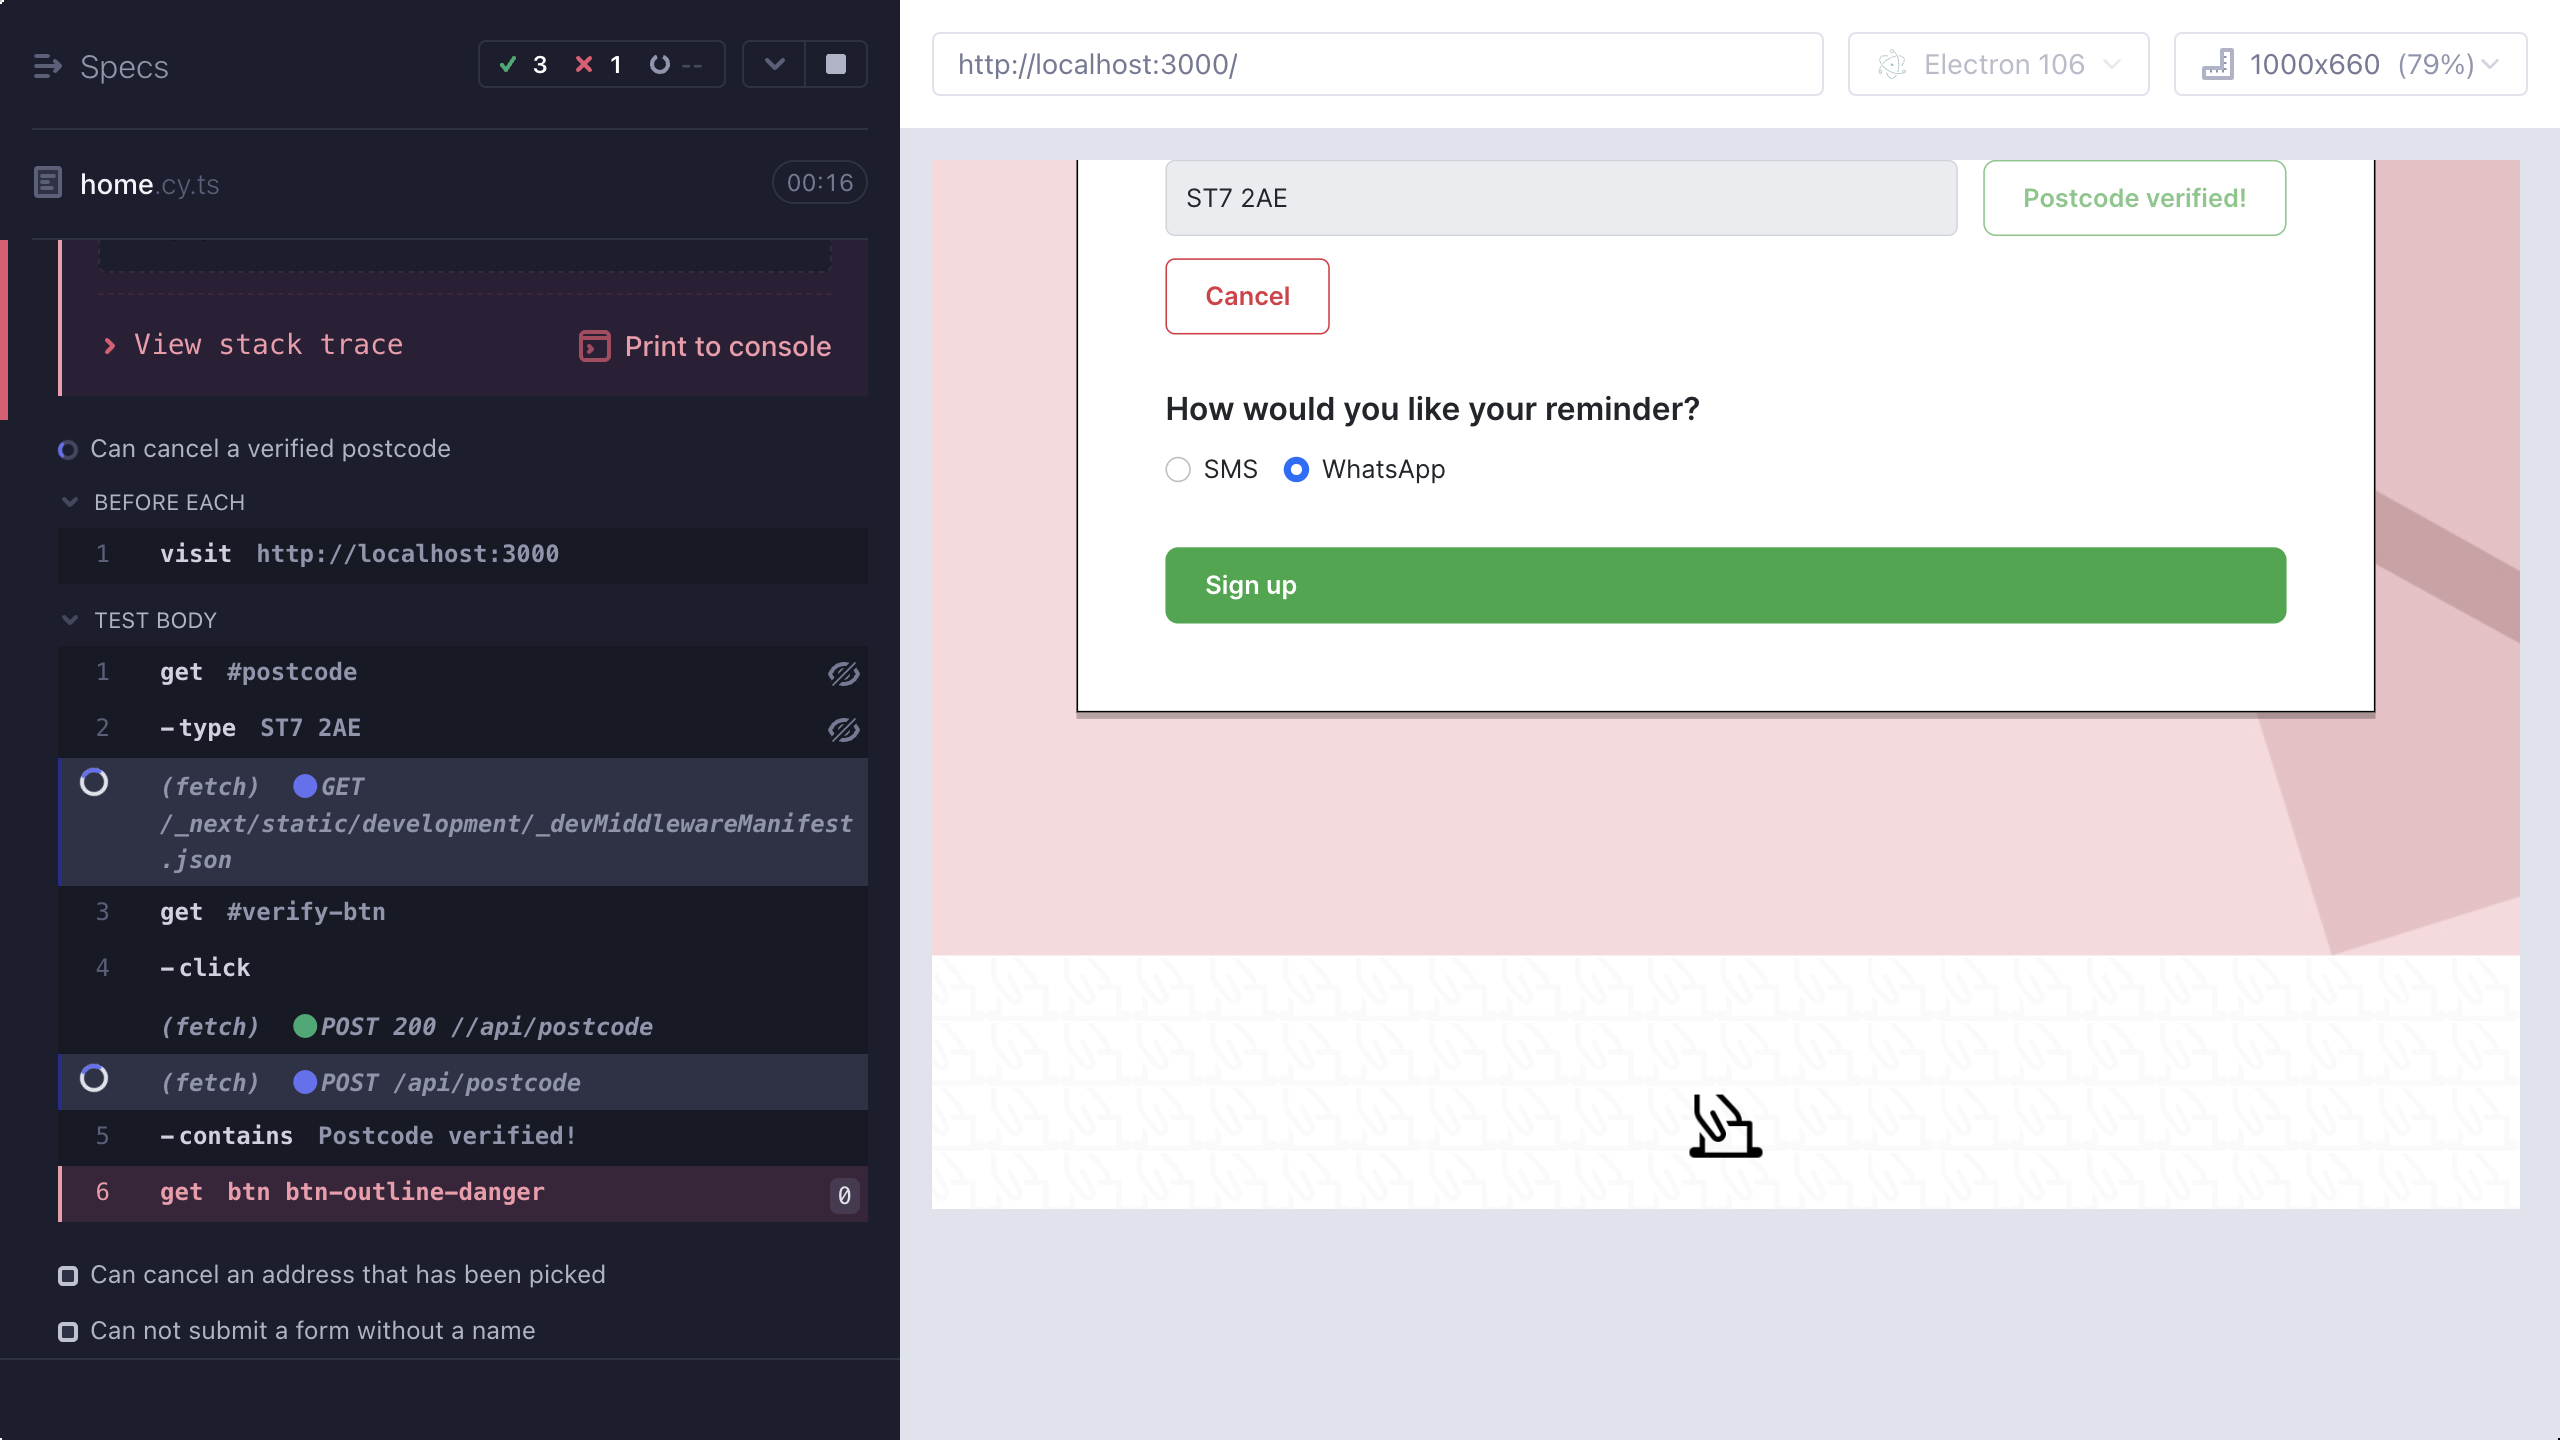 Specs
3 1 --
http://localhost:3000/
Electron 106
1000x660 (79%)
home.cy.ts
00:16
View stack trace
Print to console
Can cancel a verified postcode
BEFORE EACH
1 visit http://localhost:3000
TEST BODY
1 get #postcode
2 -type ST7 2AE
(fetch) GET
/_next/static/development/_devMiddlewareManifest
.json
3 get #verify-btn
4 -click
(fetch) POST 200 //api/postcode
(fetch) POST /api/postcode
5 -contains Postcode verified!
6 get btn btn-outline-danger 0
Can cancel an address that has been picked
Can not submit a form without a name
ST7 2AE
Postcode verified!
Cancel
How would you like your reminder?
SMS WhatsApp
Sign up